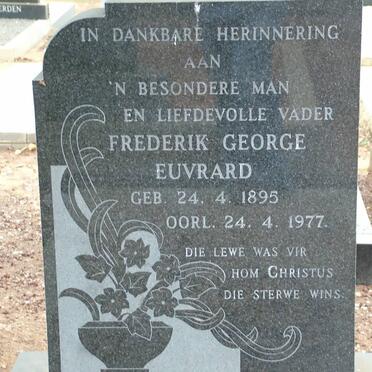 ERDEN
IN DANKBARE HERINNERING
AAN
'N BESONDERE MAN
EN LIEFDEVOLLE VADER
FREDERIK GEORGE
EUVRARD
GEB. 24. 4. 1895
OORL. 24. 4. 1977.
DIE LEWE WAS VIR
HOM CHRISTUS
DIE STERWE WINS.